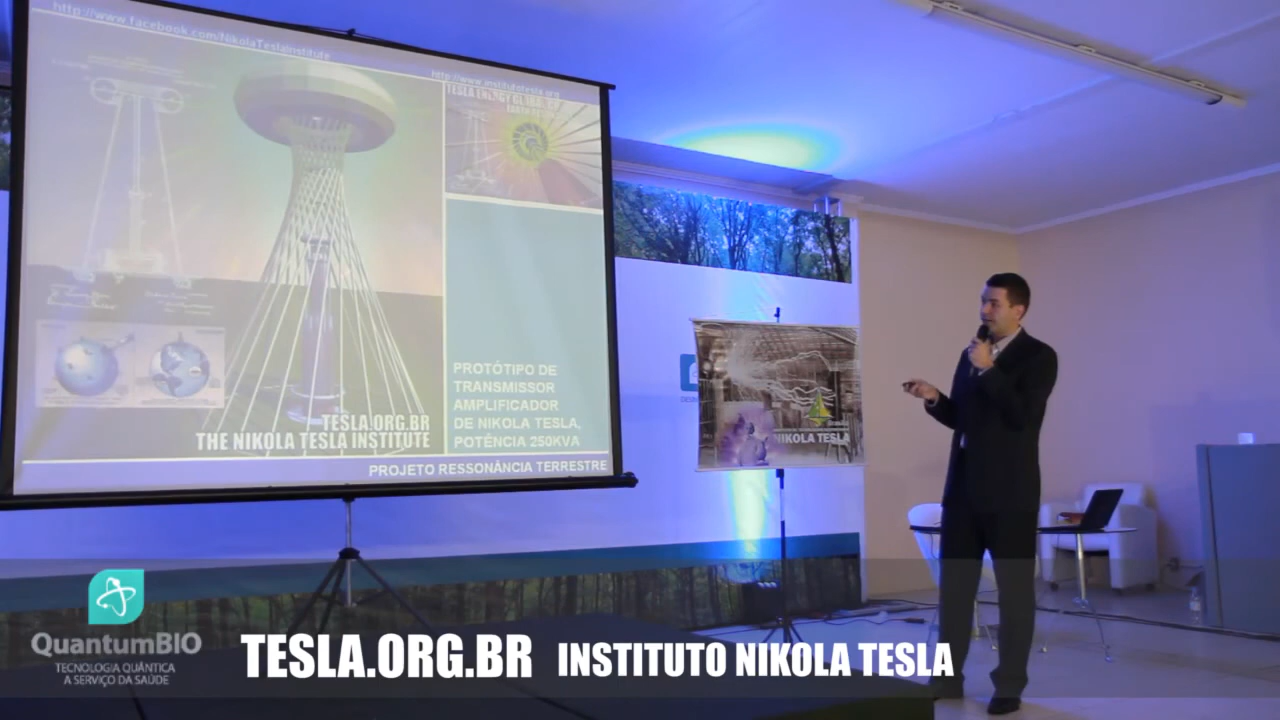 http://www.facebook.com/NikolaTeslaInstitute
http://www.institutotesla.org
TESLA ENERGY GLOBAL
TESLA.ORG.BR
THE NIKOLA TESLA INSTITUTE
PROTÓTIPO DE
TRANSMISSOR
AMPLIFICADOR
DE NIKOLA TESLA,
POTÊNCIA 250KVA
PROJETO RESSONÂNCIA TERRESTRE
NIKOLA TESLA
QuantumBIO
TECNOLOGIA QUÂNTICA
A SERVIÇO DA SAÚDE
TESLA.ORG.BR INSTITUTO NIKOLA TESLA